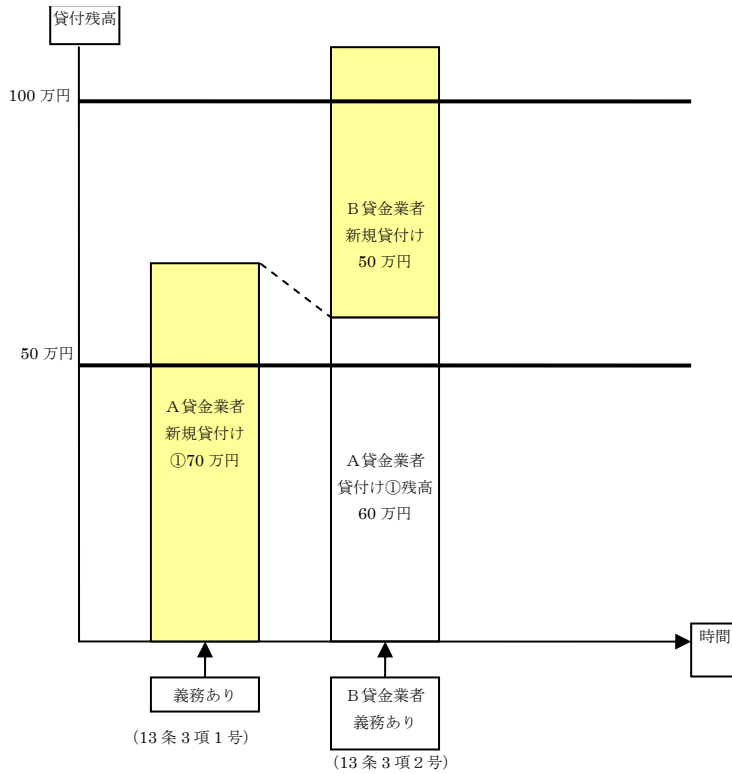 貸付残高
100 万円
B貸金業者
新規貸付け
50 万円
50 万円
A貸金業者
新規貸付け
①70 万円
A貸金業者
貸付け①残高
60 万円
時間
義務あり
(13 条 3 項 1 号)
B貸金業者
義務あり
(13 条 3 項 2 号)